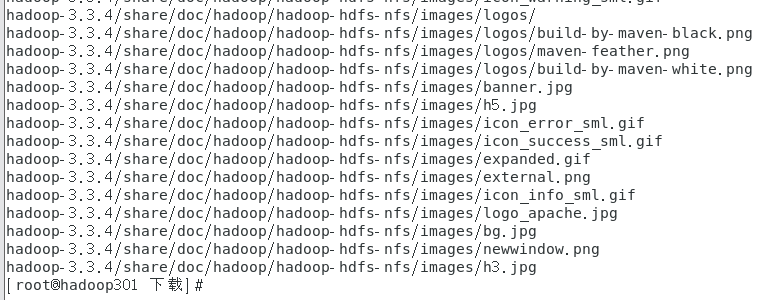 hadoop-3.3.4/share/doc/hadoop/hadoop-hdfs-nfs/images/icon_warning_sml.gif
hadoop-3.3.4/share/doc/hadoop/hadoop-hdfs-nfs/images/logos/
hadoop-3.3.4/share/doc/hadoop/hadoop-hdfs-nfs/images/logos/build-by-maven-black.png
hadoop-3.3.4/share/doc/hadoop/hadoop-hdfs-nfs/images/logos/maven-feather.png
hadoop-3.3.4/share/doc/hadoop/hadoop-hdfs-nfs/images/logos/build-by-maven-white.png
hadoop-3.3.4/share/doc/hadoop/hadoop-hdfs-nfs/images/banner.jpg
hadoop-3.3.4/share/doc/hadoop/hadoop-hdfs-nfs/images/h5.jpg
hadoop-3.3.4/share/doc/hadoop/hadoop-hdfs-nfs/images/icon_error_sml.gif
hadoop-3.3.4/share/doc/hadoop/hadoop-hdfs-nfs/images/icon_success_sml.gif
hadoop-3.3.4/share/doc/hadoop/hadoop-hdfs-nfs/images/expanded.gif
hadoop-3.3.4/share/doc/hadoop/hadoop-hdfs-nfs/images/external.png
hadoop-3.3.4/share/doc/hadoop/hadoop-hdfs-nfs/images/icon_info_sml.gif
hadoop-3.3.4/share/doc/hadoop/hadoop-hdfs-nfs/images/logo_apache.jpg
hadoop-3.3.4/share/doc/hadoop/hadoop-hdfs-nfs/images/bg.jpg
hadoop-3.3.4/share/doc/hadoop/hadoop-hdfs-nfs/images/newwindow.png
hadoop-3.3.4/share/doc/hadoop/hadoop-hdfs-nfs/images/h3.jpg
[root@hadoop301 下载]#